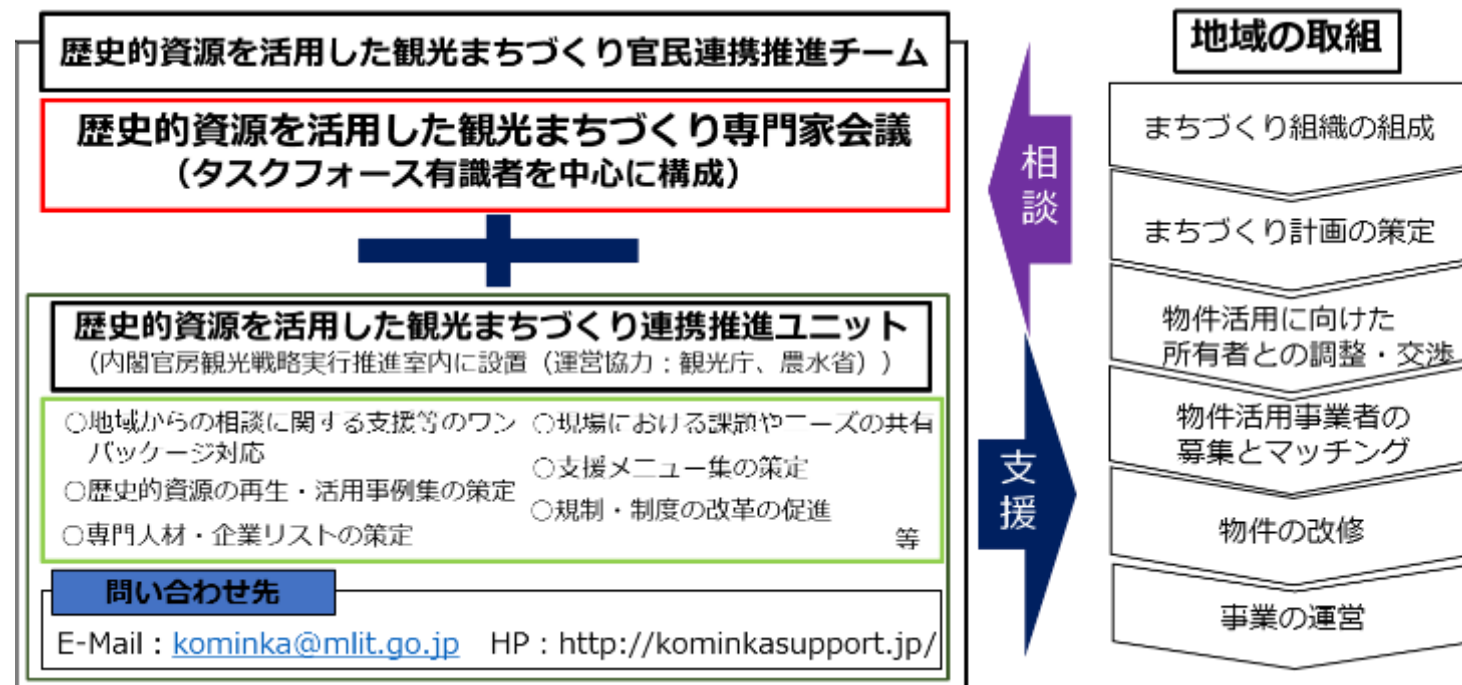 歴史的資源を活用した観光まちづくり官民連携推進チーム
歴史的資源を活用した観光まちづくり専門家会議
（タスクフォース有識者を中心に構成）
歴史的資源を活用した観光まちづくり連携推進ユニット
（内閣官房観光戦略実行推進室内に設置（運営協力：観光庁、農水省））
○地域からの相談に関する支援等のワン
パッケージ対応
○歴史的資源の再生・活用事例集の策定
○専門人材・企業リストの策定
○現場における課題やニーズの共有
○支援メニュー集の策定
○規制・制度の改革の促進
等
問い合わせ先
E-Mail：kominka@mlit.go.jp HP：http://kominkasupport.jp/
相談
支援
地域の取組
まちづくり組織の組成
まちづくり計画の策定
物件活用に向けた
所有者との調整・交渉
物件活用事業者の
募集とマッチング
物件の改修
事業の運営